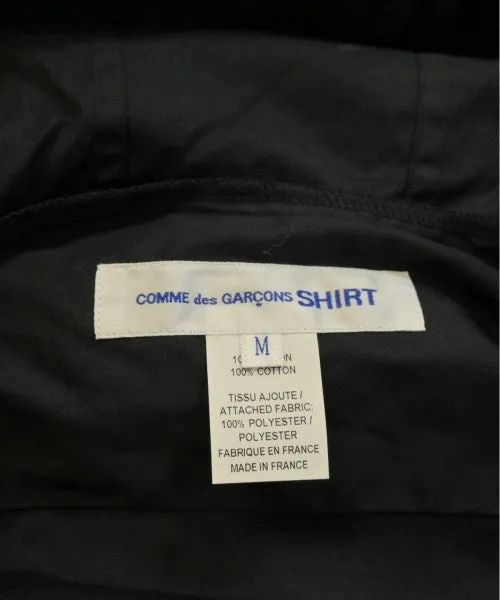 COMME des GARÇONS SHIRT
M
100% COTTON
TISSU AJOUTE /
ATTACHED FABRIC:
100% POLYESTER /
POLYESTER
FABRIQUE EN FRANCE
MADE IN FRANCE